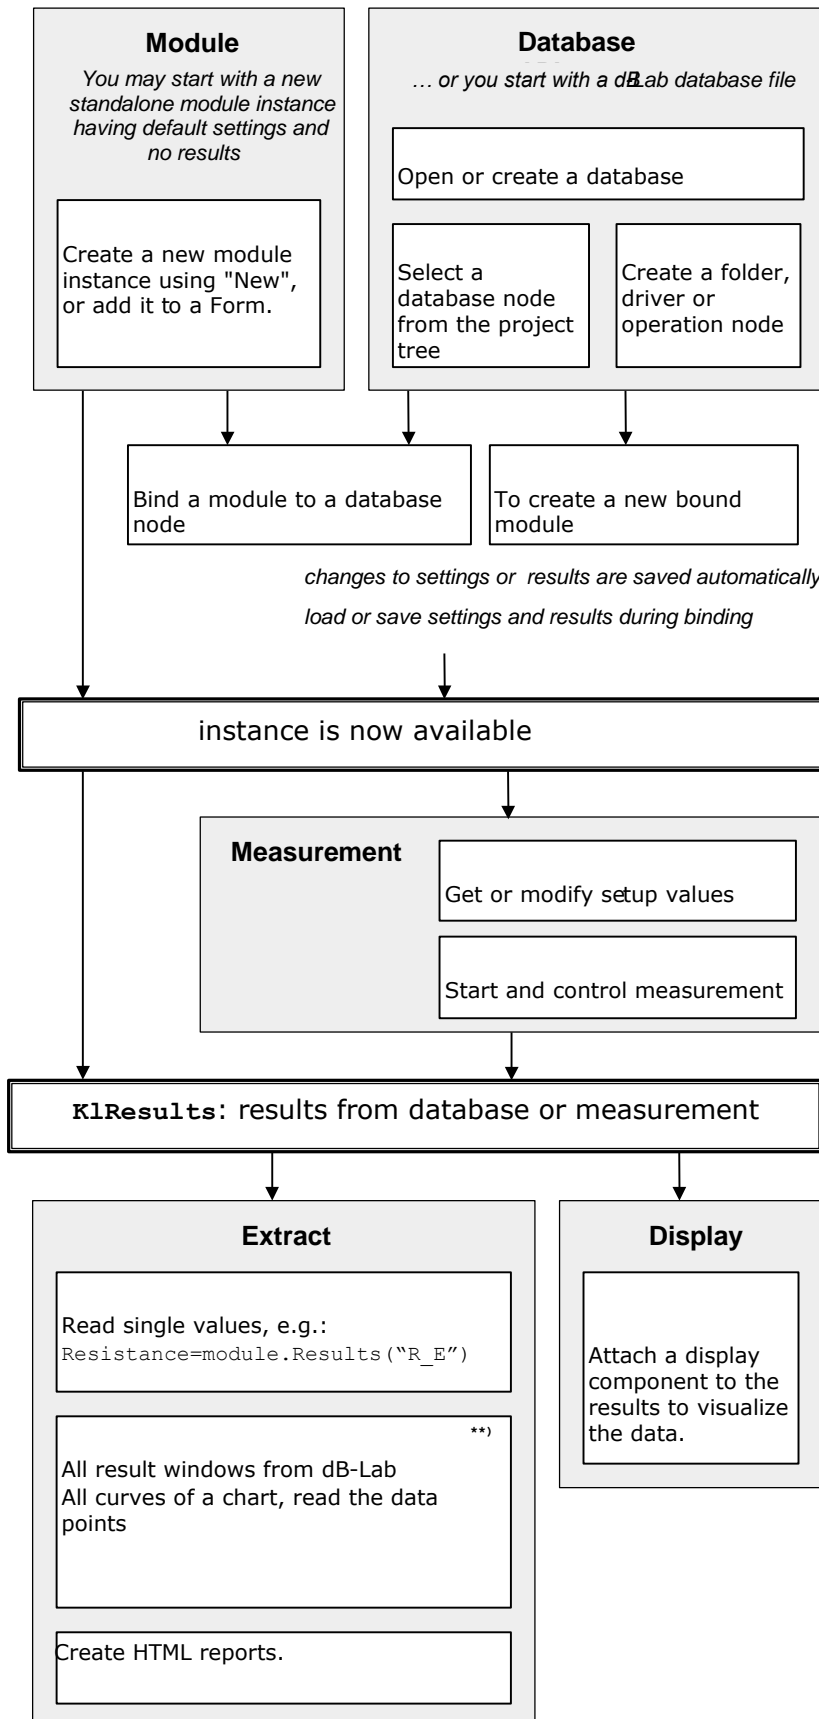 Module
You may start with a new
standalone module instance
having default settings and
no results
Create a new module
instance using "New",
or add it to a Form.
Database
… or you start with a dB-Lab database file
Open or create a database
Select a
database node
from the project
tree
Create a folder,
driver or
operation node
Bind a module to a database
node
To create a new bound
module
changes to settings or results are saved automatically
load or save settings and results during binding
instance is now available
Measurement
Get or modify setup values
Start and control measurement
KlResults: results from database or measurement
Extract
Read single values, e.g.:
Resistance=module.Results(“R_E”)
**)
All result windows from dB-Lab
All curves of a chart, read the data
points
Create HTML reports.
Display
Attach a display
component to the
results to visualize
the data.